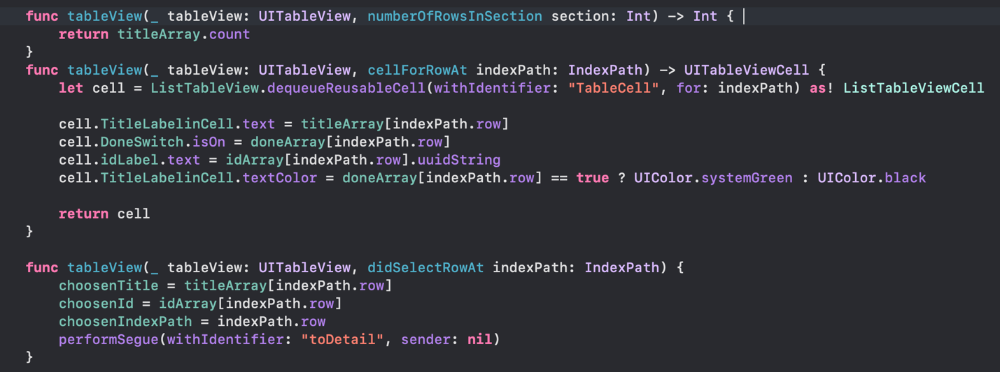 func tableView(_ tableView: UITableView, numberOfRowsInSection section: Int) -> Int {
    return titleArray.count
}
func tableView(_ tableView: UITableView, cellForRowAt indexPath: IndexPath) -> UITableViewCell {
    let cell = ListTableView.dequeueReusableCell(withIdentifier: "TableCell", for: indexPath) as! ListTableViewCell
    cell.TitleLabelinCell.text = titleArray[indexPath.row]
    cell.DoneSwitch.isOn = doneArray[indexPath.row]
    cell.idLabel.text = idArray[indexPath.row].uuidString
    cell.TitleLabelinCell.textColor = doneArray[indexPath.row] == true ? UIColor.systemGreen : UIColor.black
    return cell
}
func tableView(_ tableView: UITableView, didSelectRowAt indexPath: IndexPath) {
    choosenTitle = titleArray[indexPath.row]
    choosenId = idArray[indexPath.row]
    choosenIndexPath = indexPath.row
    performSegue(withIdentifier: "toDetail", sender: nil)
}